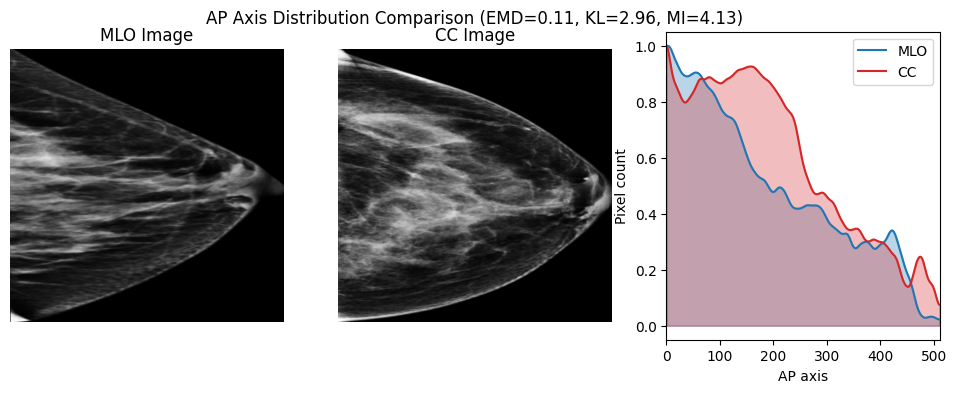 AP Axis Distribution Comparison (EMD=0.11, KL=2.96, MI=4.13)
MLO Image
CC Image
MLO
CC
Pixel count
1.0
0.8
0.6
0.4
0.2
0.0
0 100 200 300 400 500
AP axis